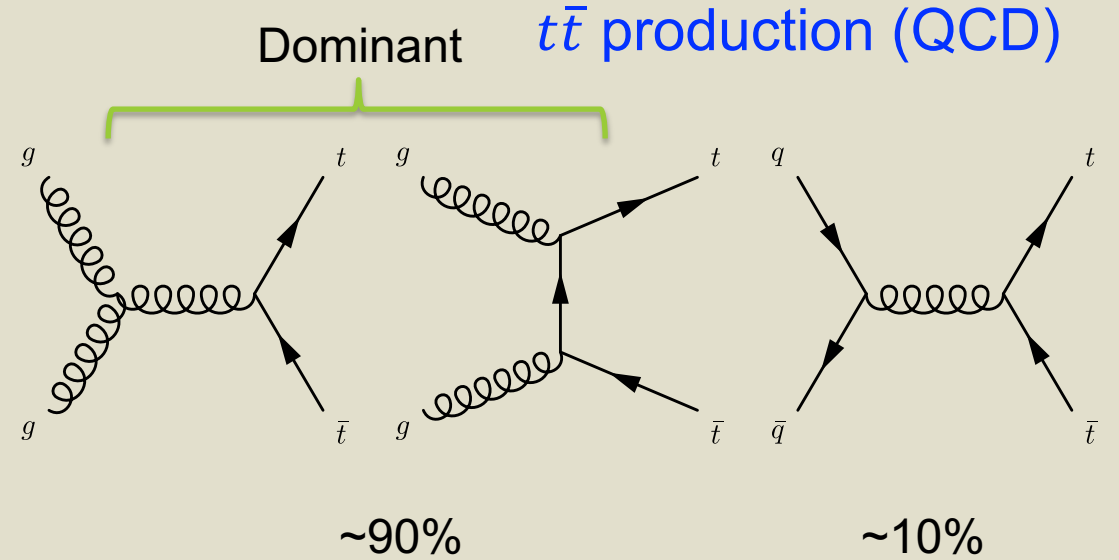 Dominant
tt̄ production (QCD)
g t g t q t
g t̄ g t̄ q̄ t̄
~90% ~10%